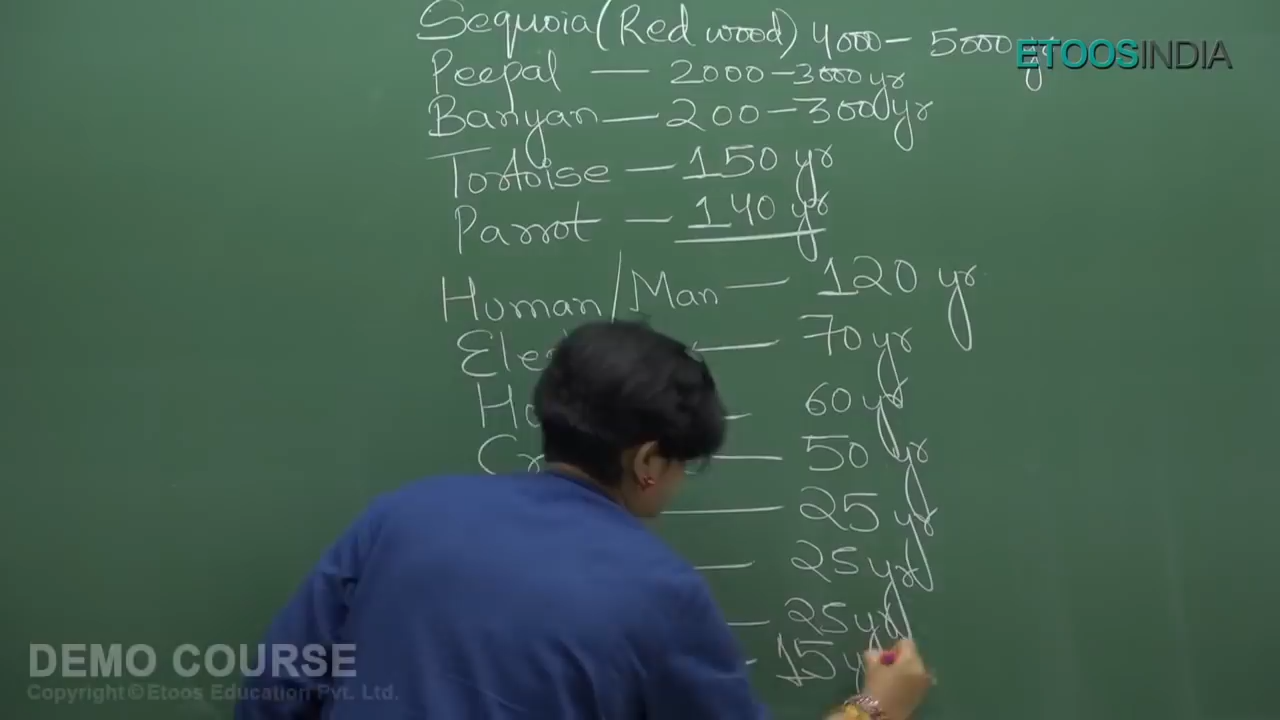 Sequoia (Red wood) 4000 - 5000 yr
ETOOSINDIA
Peepal — 2000 - 3000 yr
Banyan — 200 - 300 yr
Tortoise — 150 yr
Parrot — 140 yr
Human/Man — 120 yr
— 70 yr
— 60 yr
— 50 yr
— 25 yr
— 25 yr
— 25 yr
- 15 yr
DEMO COURSE
Copyright © Etoos Education Pvt. Ltd.